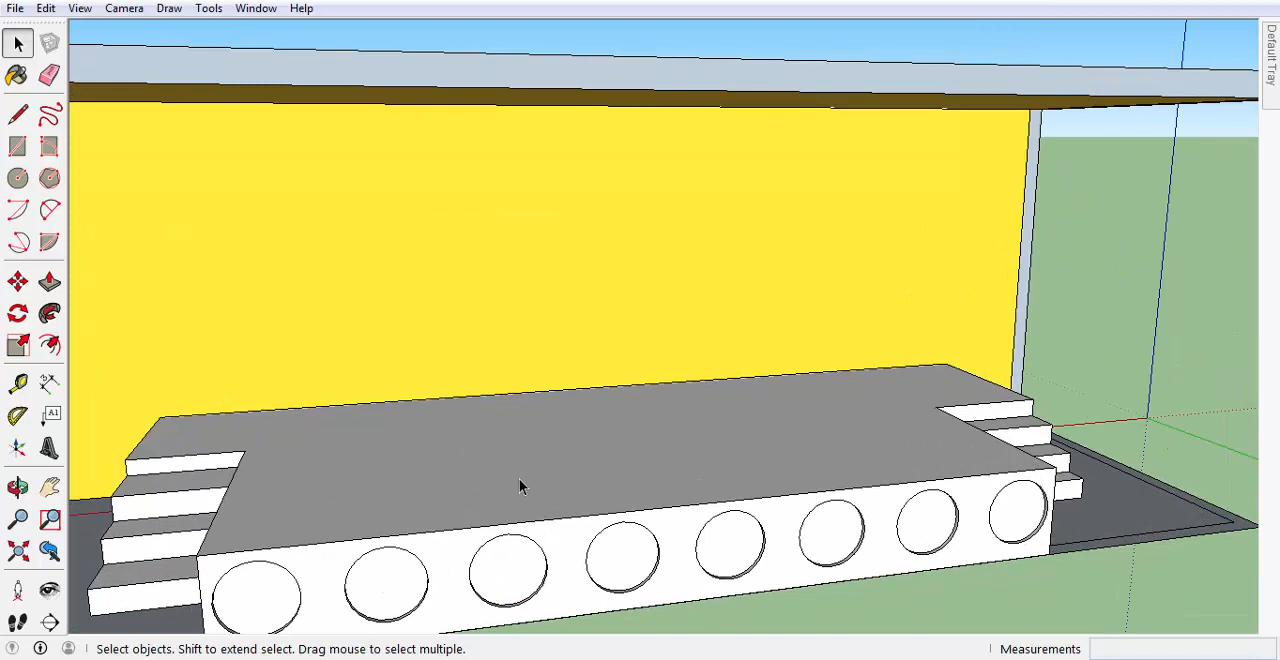 File Edit View Camera Draw Tools Window Help
Default Tray
A1
Select objects. Shift to extend select. Drag mouse to select multiple.
Measurements